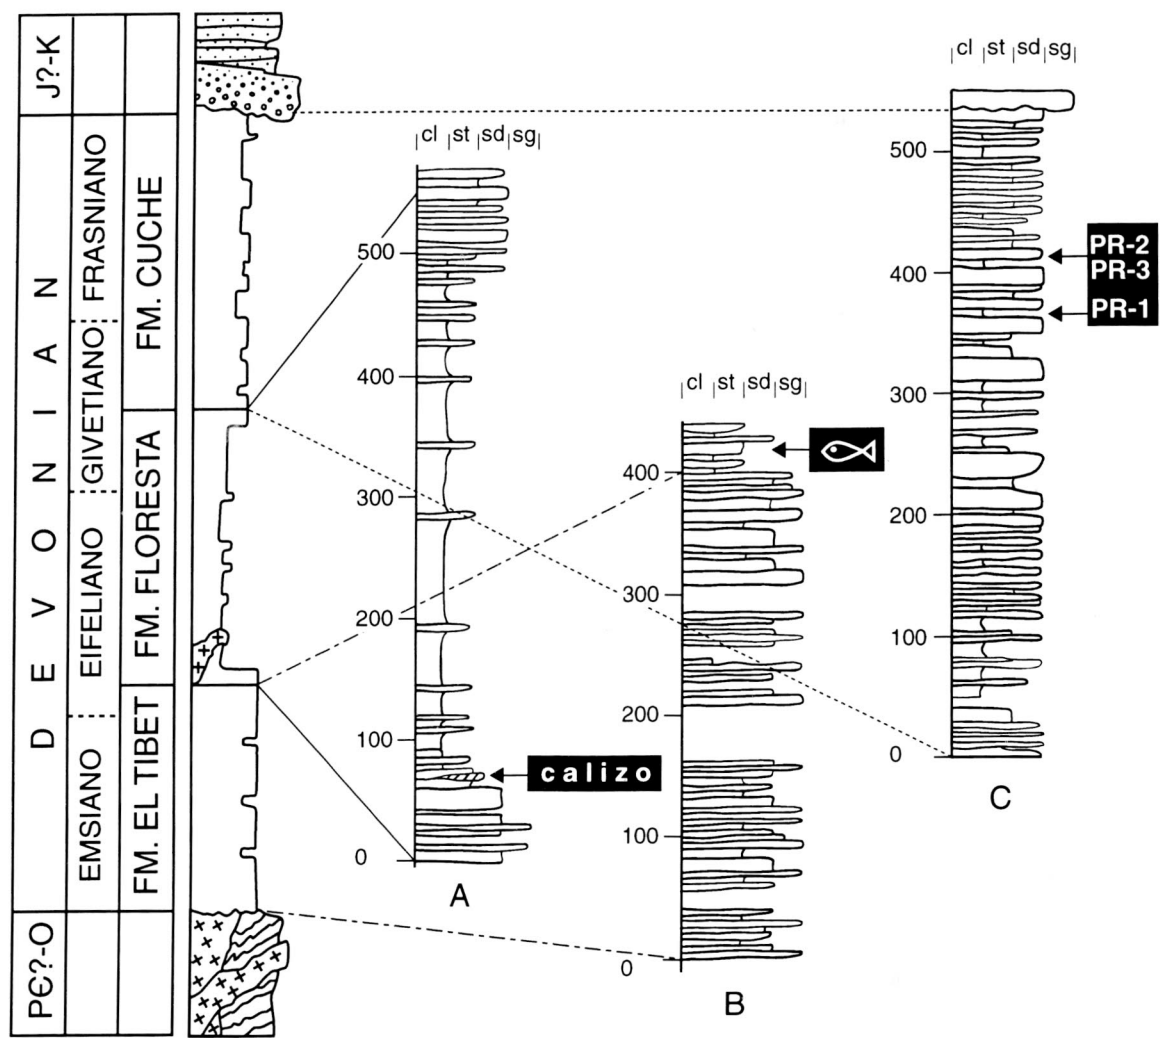 J?-K
DEVONIAN
PЄ?-O
FRASNIANO
GIVETIANO
EIFELIANO
EMSIANO
FM. CUCHE
FM. FLORESTA
FM. EL TIBET
cl st sd sg
500
400
300
200
100
0
calizo
A
cl st sd sg
400
300
200
100
0
B
cl st sd sg
500
400
300
200
100
0
PR-2
PR-3
PR-1
C